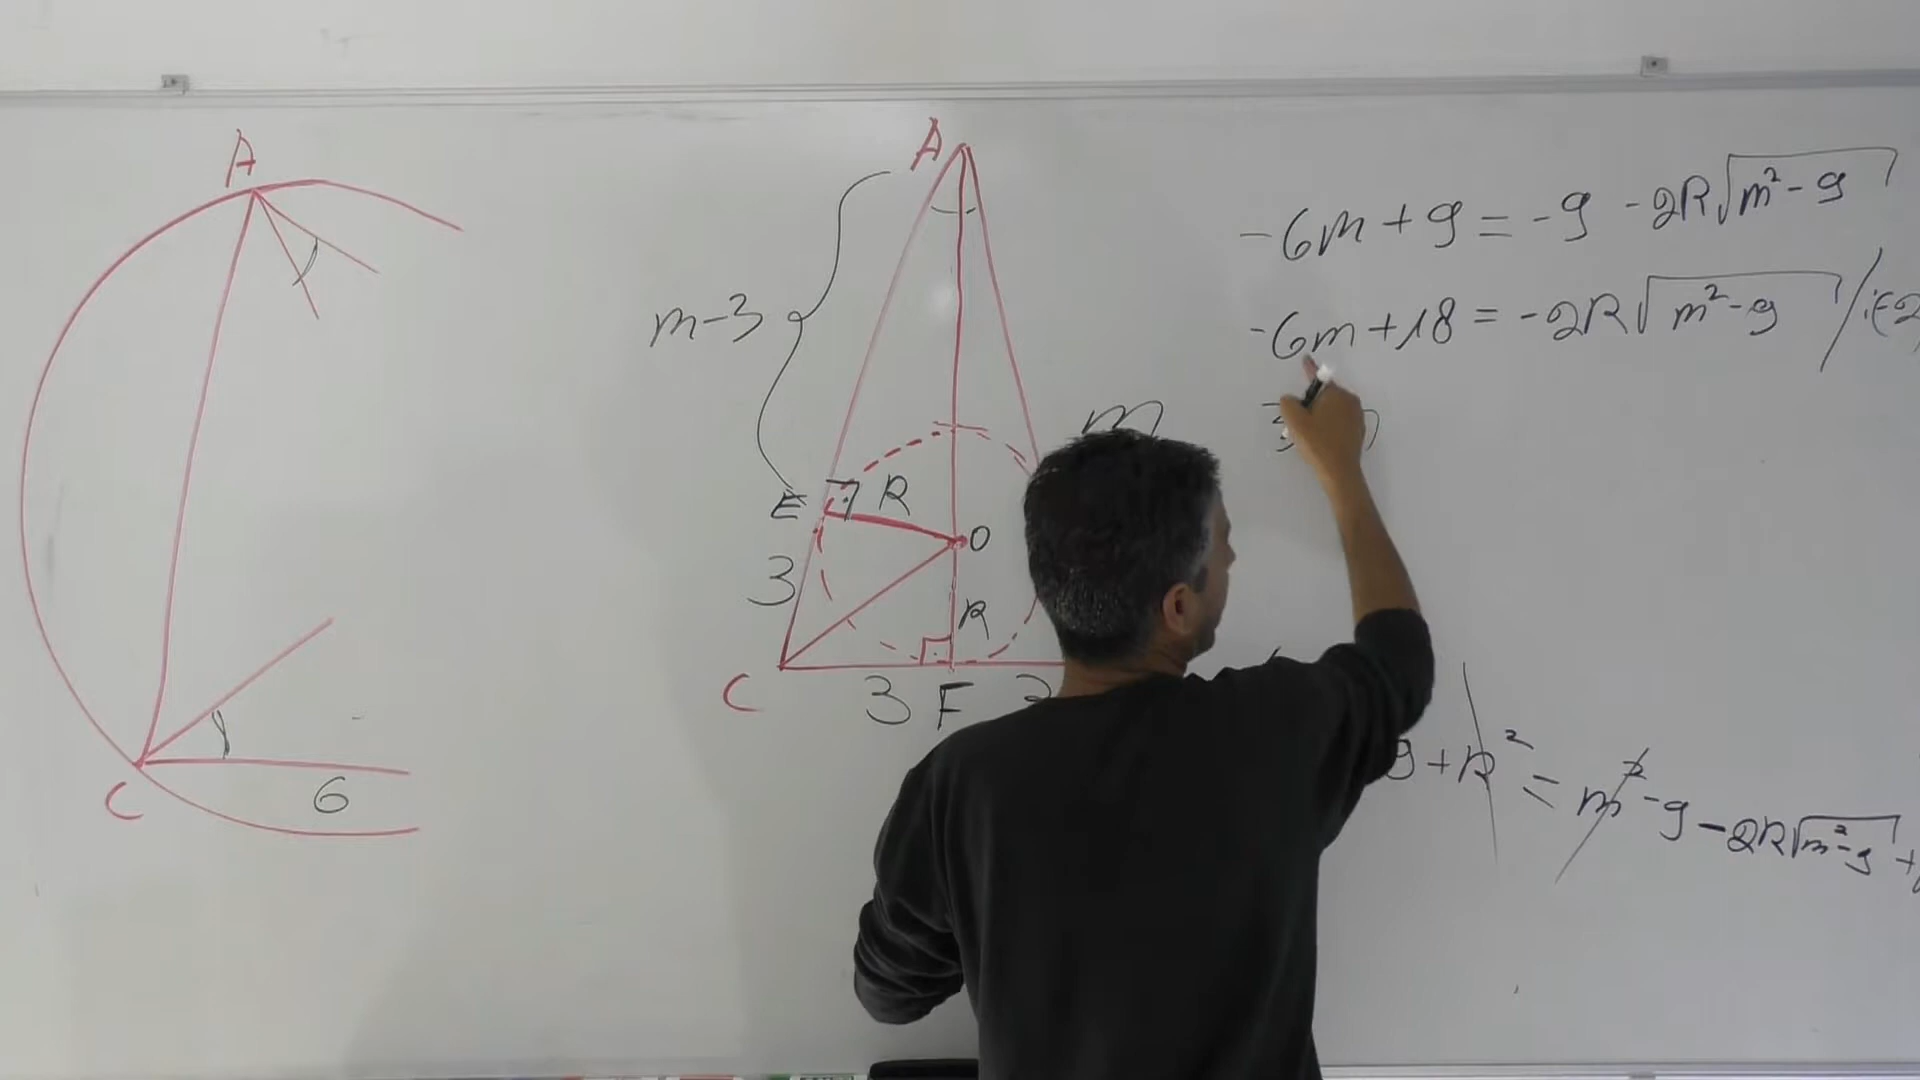 A
C
6
A
m-3
E
R
O
3
R
C
3 F
m
-6m + 9 = -9 - 2R√m² - 9
-6m + 18 = -2R√m² - 9 / :(-2)
9 + R² = m² - 9 - 2R√m² - 9 +